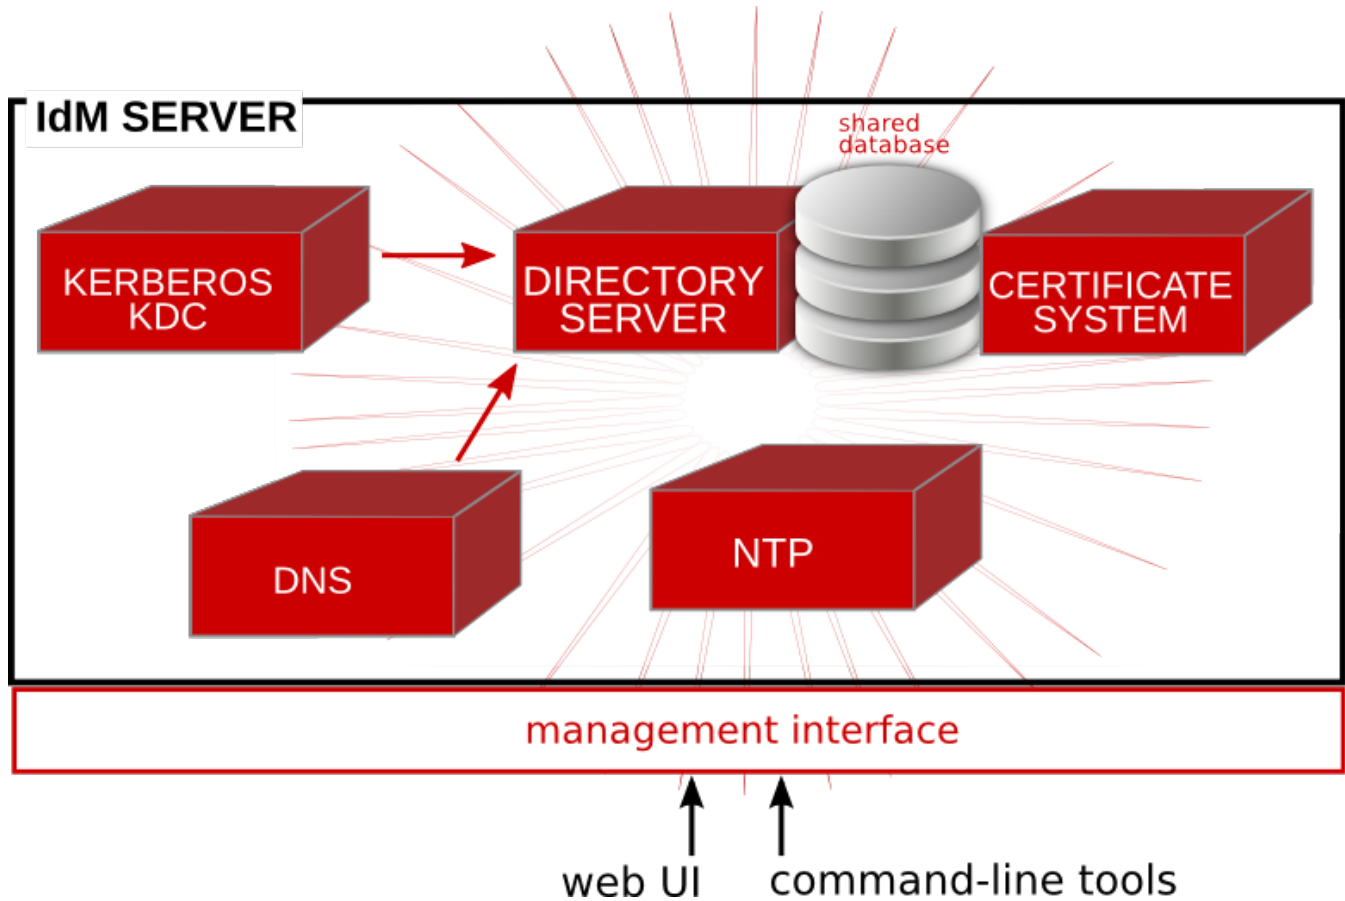 IdM SERVER
shared
database
KERBEROS
KDC
DIRECTORY
SERVER
CERTIFICATE
SYSTEM
DNS
NTP
management interface
web UI
command-line tools